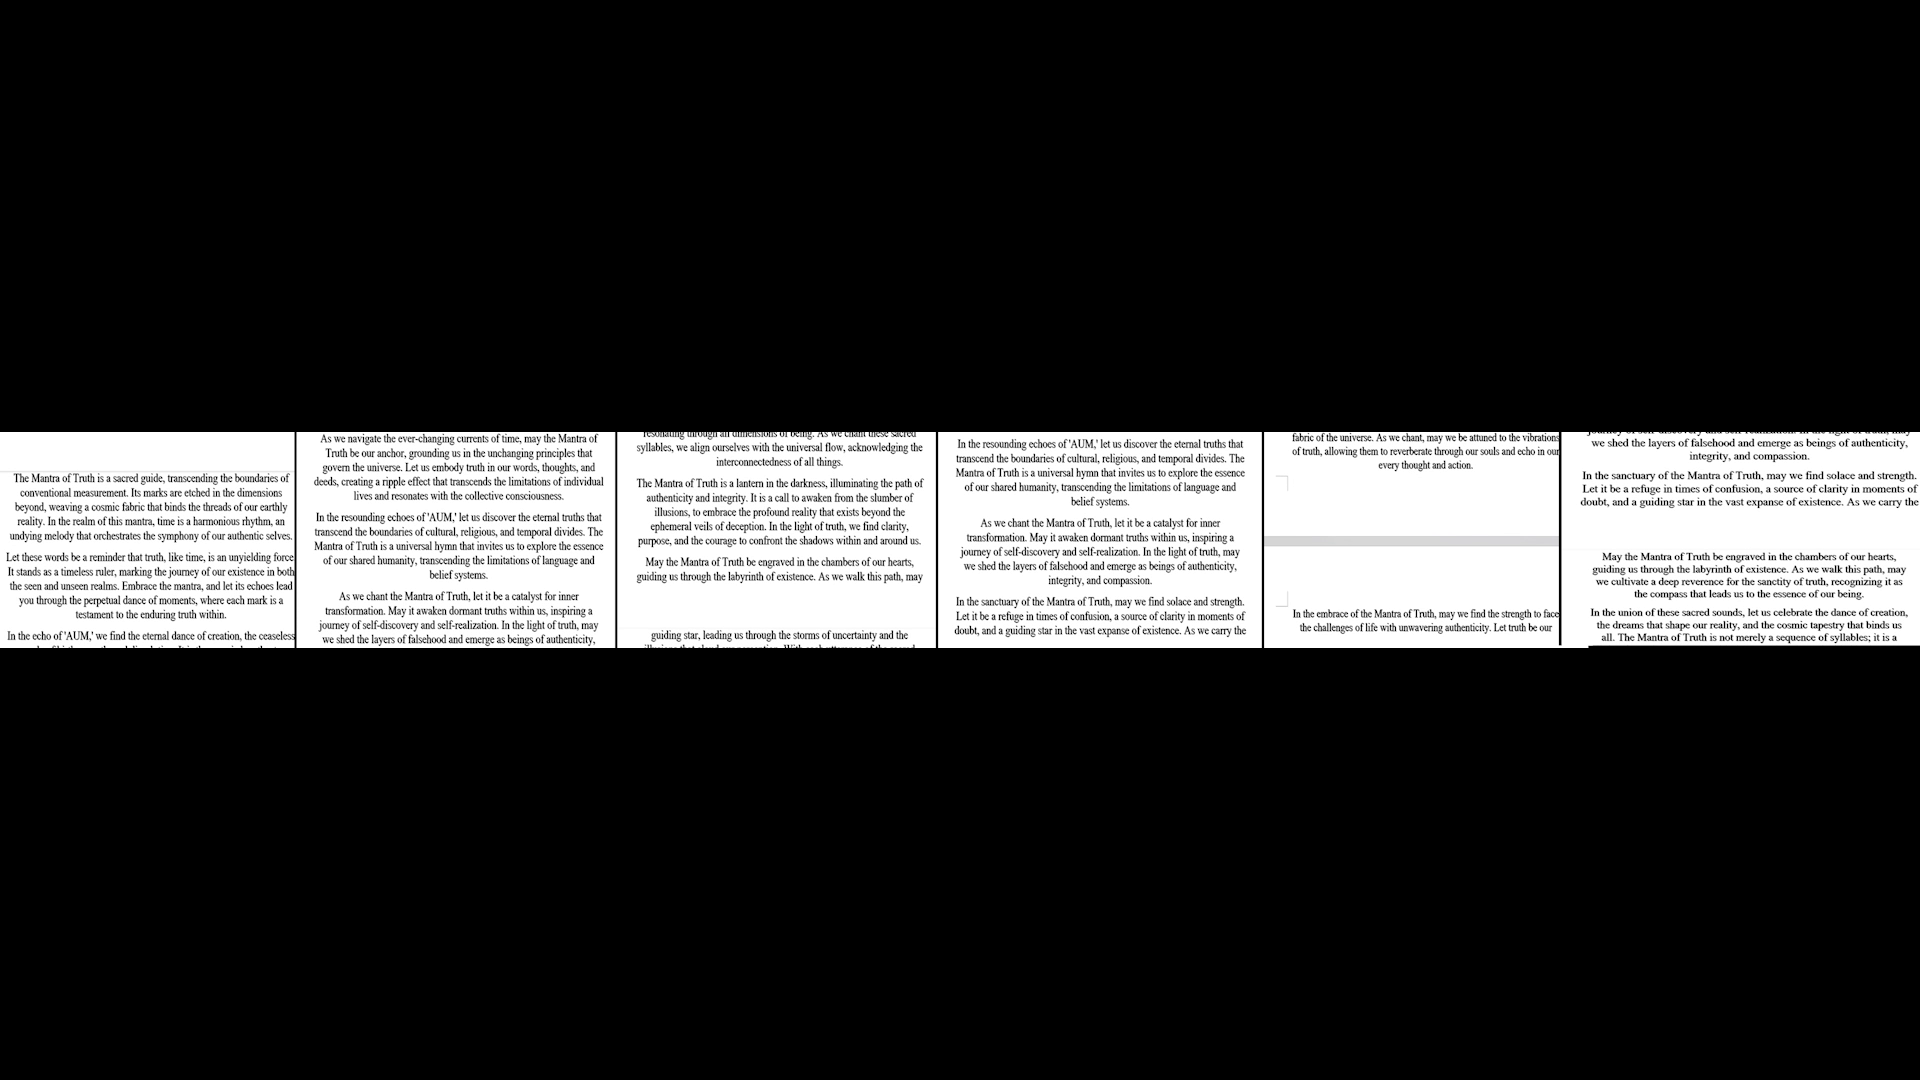 The Mantra of Truth is a sacred guide, transcending the boundaries of
conventional measurement. Its marks are etched in the dimensions
beyond, weaving a cosmic fabric that binds the threads of our earthly
reality. In the realm of this mantra, time is a harmonious rhythm, an
undying melody that orchestrates the symphony of our authentic selves.
Let these words be a reminder that truth, like time, is an unyielding force
It stands as a timeless ruler, marking the journey of our existence in both
the seen and unseen realms. Embrace the mantra, and let its echoes lead
you through the perpetual dance of moments, where each mark is a
testament to the enduring truth within.
In the echo of 'AUM,' we find the eternal dance of creation, the ceaseless
As we navigate the ever-changing currents of time, may the Mantra of
Truth be our anchor, grounding us in the unchanging principles that
govern the universe. Let us embody truth in our words, thoughts, and
deeds, creating a ripple effect that transcends the limitations of individual
lives and resonates with the collective consciousness.
In the resounding echoes of 'AUM,' let us discover the eternal truths that
transcend the boundaries of cultural, religious, and temporal divides. The
Mantra of Truth is a universal hymn that invites us to explore the essence
of our shared humanity, transcending the limitations of language and
belief systems.
As we chant the Mantra of Truth, let it be a catalyst for inner
transformation. May it awaken dormant truths within us, inspiring a
journey of self-discovery and self-realization. In the light of truth, may
we shed the layers of falsehood and emerge as beings of authenticity,
resonating through all dimensions of being. As we chant these sacred
syllables, we align ourselves with the universal flow, acknowledging the
interconnectedness of all things.
The Mantra of Truth is a lantern in the darkness, illuminating the path of
authenticity and integrity. It is a call to awaken from the slumber of
illusions, to embrace the profound reality that exists beyond the
ephemeral veils of deception. In the light of truth, we find clarity,
purpose, and the courage to confront the shadows within and around us.
May the Mantra of Truth be engraved in the chambers of our hearts,
guiding us through the labyrinth of existence. As we walk this path, may
guiding star, leading us through the storms of uncertainty and the
In the resounding echoes of 'AUM,' let us discover the eternal truths that
transcend the boundaries of cultural, religious, and temporal divides. The
Mantra of Truth is a universal hymn that invites us to explore the essence
of our shared humanity, transcending the limitations of language and
belief systems.
As we chant the Mantra of Truth, let it be a catalyst for inner
transformation. May it awaken dormant truths within us, inspiring a
journey of self-discovery and self-realization. In the light of truth, may
we shed the layers of falsehood and emerge as beings of authenticity,
integrity, and compassion.
In the sanctuary of the Mantra of Truth, may we find solace and strength.
Let it be a refuge in times of confusion, a source of clarity in moments of
doubt, and a guiding star in the vast expanse of existence. As we carry the
fabric of the universe. As we chant, may we be attuned to the vibrations
of truth, allowing them to reverberate through our souls and echo in our
every thought and action.
In the embrace of the Mantra of Truth, may we find the strength to face
the challenges of life with unwavering authenticity. Let truth be our
we shed the layers of falsehood and emerge as beings of authenticity,
integrity, and compassion.
In the sanctuary of the Mantra of Truth, may we find solace and strength.
Let it be a refuge in times of confusion, a source of clarity in moments of
doubt, and a guiding star in the vast expanse of existence. As we carry the
May the Mantra of Truth be engraved in the chambers of our hearts,
guiding us through the labyrinth of existence. As we walk this path, may
we cultivate a deep reverence for the sanctity of truth, recognizing it as
the compass that leads us to the essence of our being.
In the union of these sacred sounds, let us celebrate the dance of creation,
the dreams that shape our reality, and the cosmic tapestry that binds us
all. The Mantra of Truth is not merely a sequence of syllables; it is a